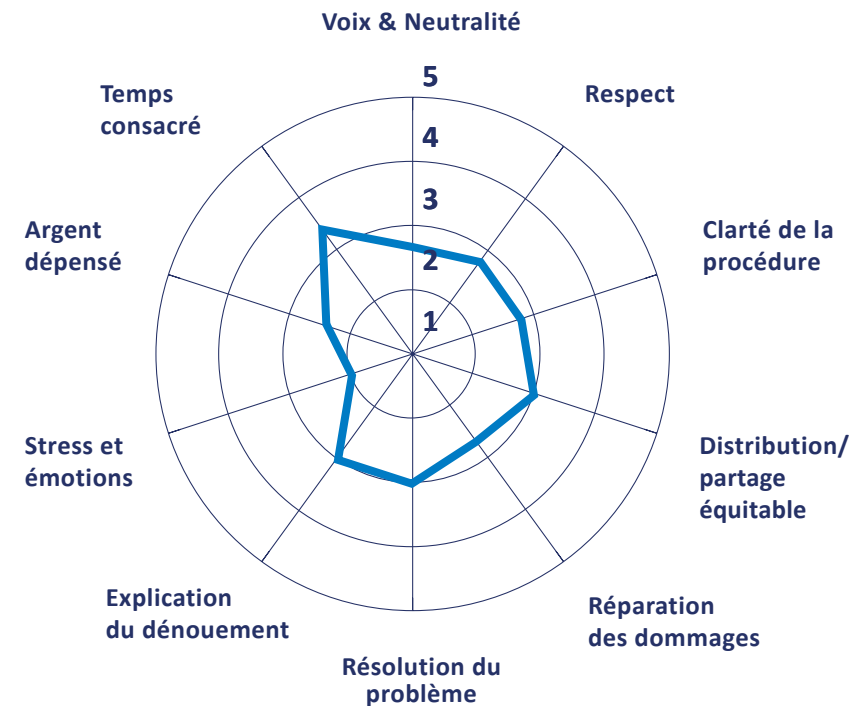 Voix & Neutralité
Respect
Clarté de la
procédure
Distribution/
partage
équitable
Réparation
des dommages
Résolution du
problème
Explication
du dénouement
Stress et
émotions
Argent
dépensé
Temps
consacré
5
4
3
2
1